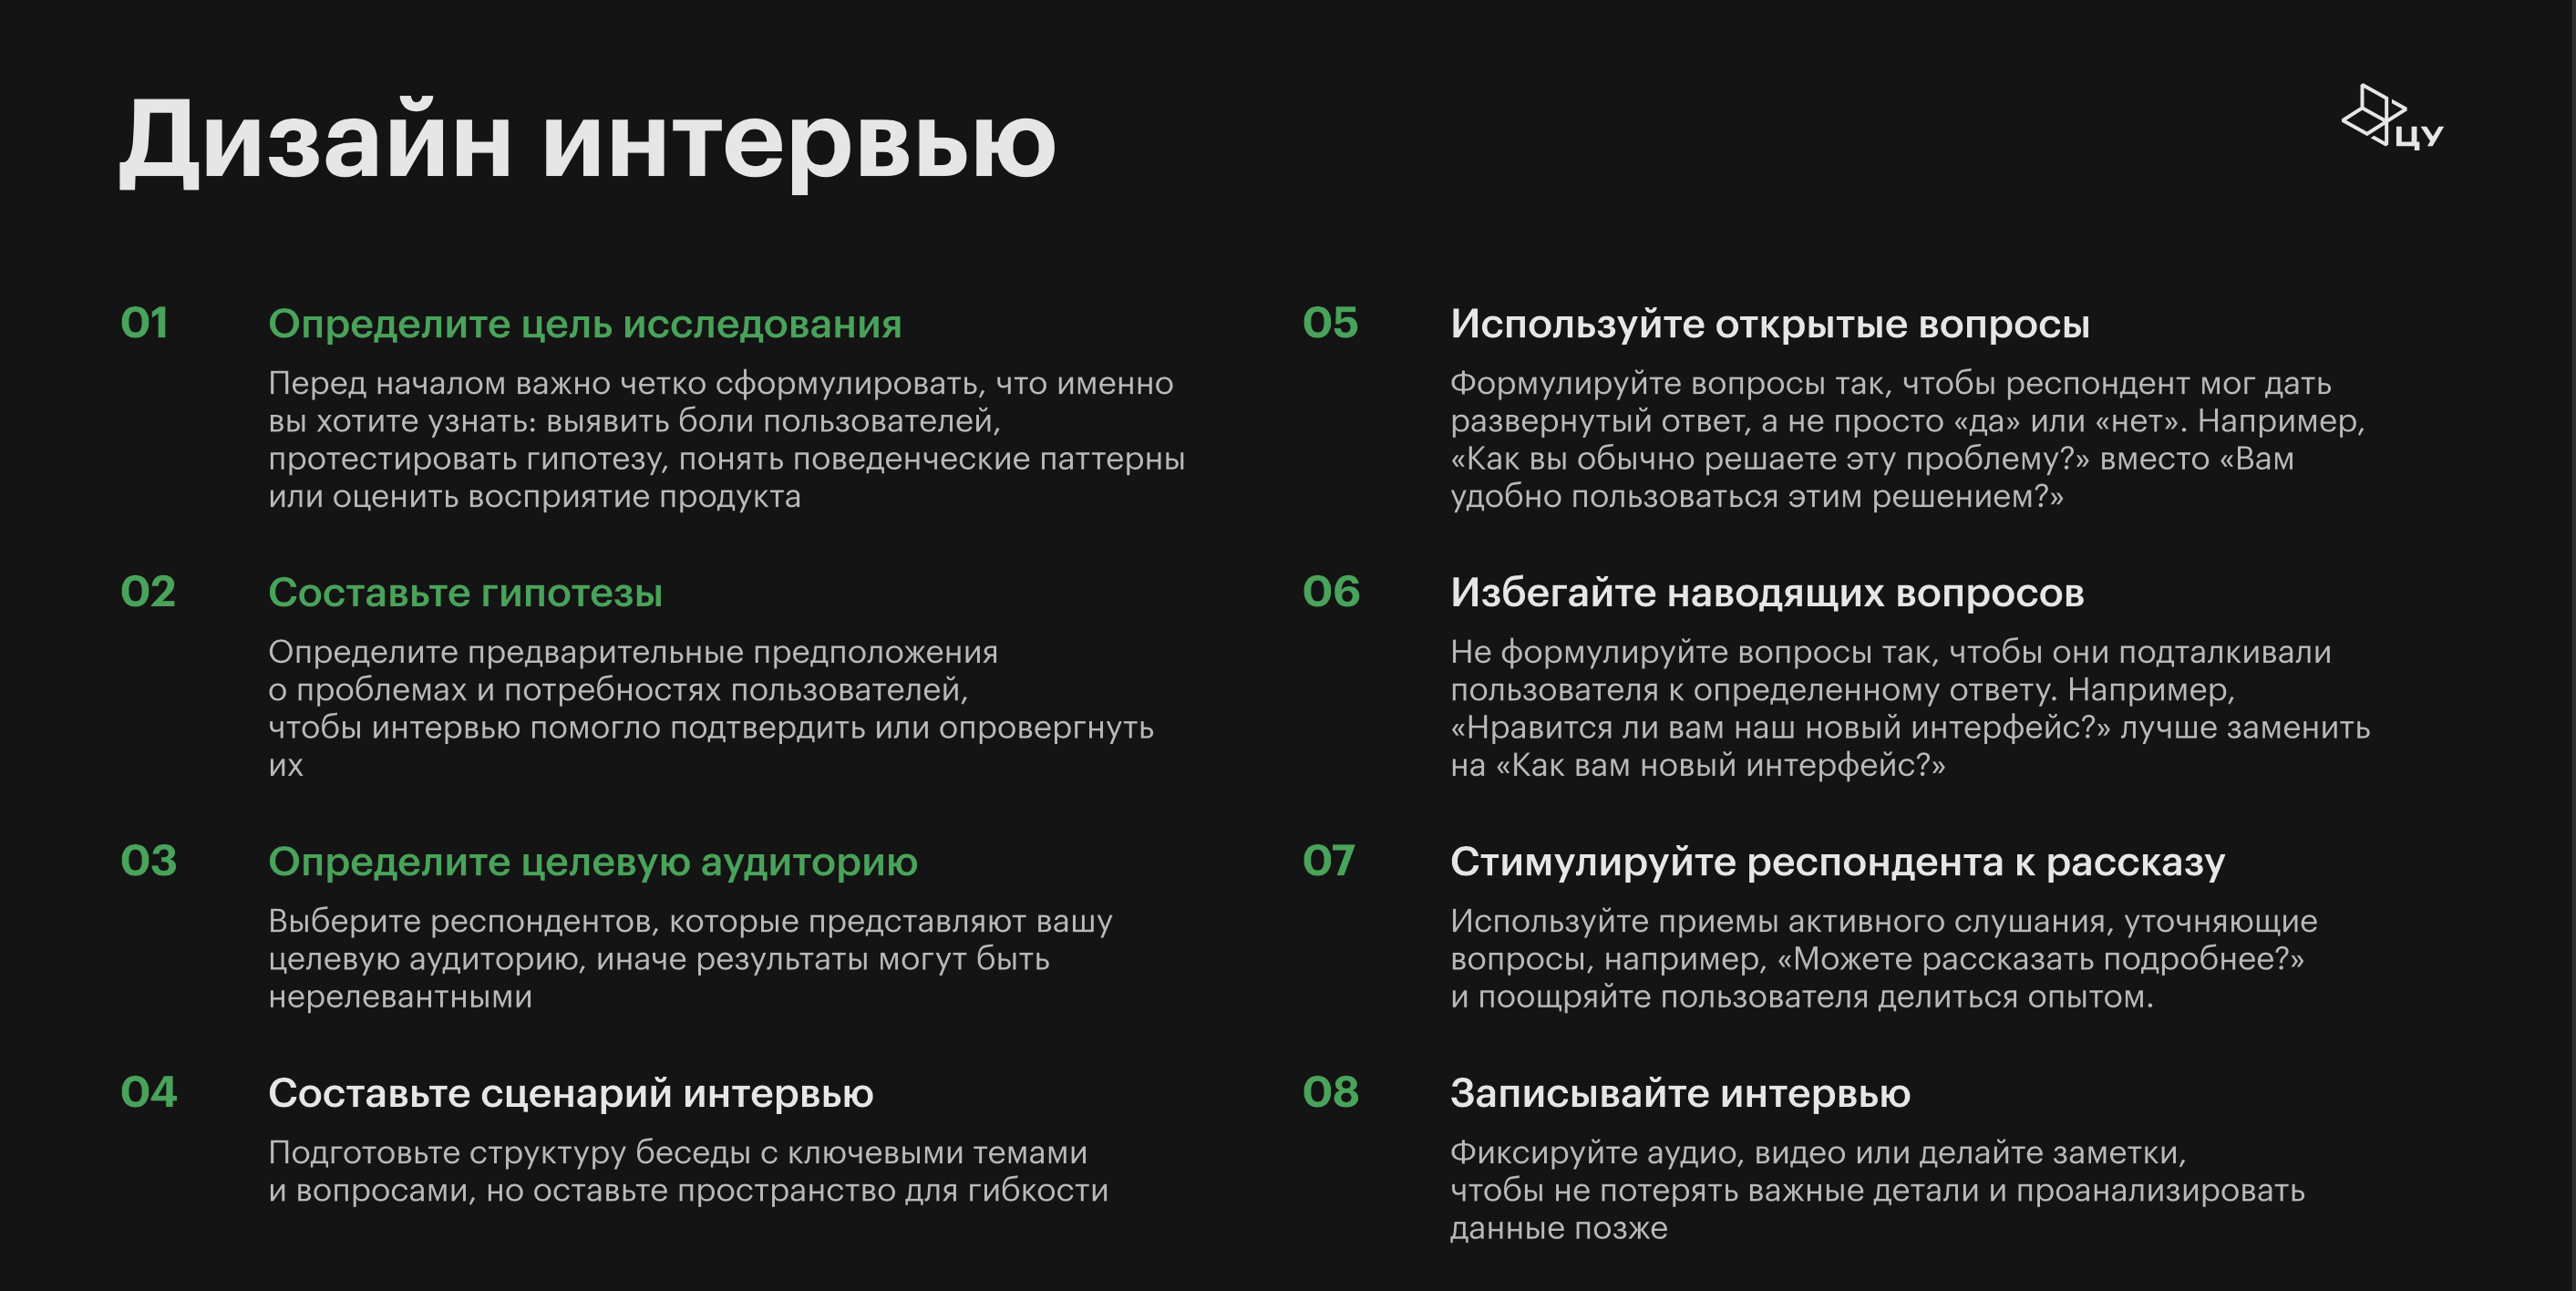 Дизайн интервью
ЦУ
01
Определите цель исследования
Перед началом важно четко сформулировать, что именно
вы хотите узнать: выявить боли пользователей,
протестировать гипотезу, понять поведенческие паттерны
или оценить восприятие продукта
02
Составьте гипотезы
Определите предварительные предположения
о проблемах и потребностях пользователей,
чтобы интервью помогло подтвердить или опровергнуть
их
03
Определите целевую аудиторию
Выберите респондентов, которые представляют вашу
целевую аудиторию, иначе результаты могут быть
нерелевантными
04
Составьте сценарий интервью
Подготовьте структуру беседы с ключевыми темами
и вопросами, но оставьте пространство для гибкости
05
Используйте открытые вопросы
Формулируйте вопросы так, чтобы респондент мог дать
развернутый ответ, а не просто «да» или «нет». Например,
«Как вы обычно решаете эту проблему?» вместо «Вам
удобно пользоваться этим решением?»
06
Избегайте наводящих вопросов
Не формулируйте вопросы так, чтобы они подталкивали
пользователя к определенному ответу. Например,
«Нравится ли вам наш новый интерфейс?» лучше заменить
на «Как вам новый интерфейс?»
07
Стимулируйте респондента к рассказу
Используйте приемы активного слушания, уточняющие
вопросы, например, «Можете рассказать подробнее?»
и поощряйте пользователя делиться опытом.
08
Записывайте интервью
Фиксируйте аудио, видео или делайте заметки,
чтобы не потерять важные детали и проанализировать
данные позже